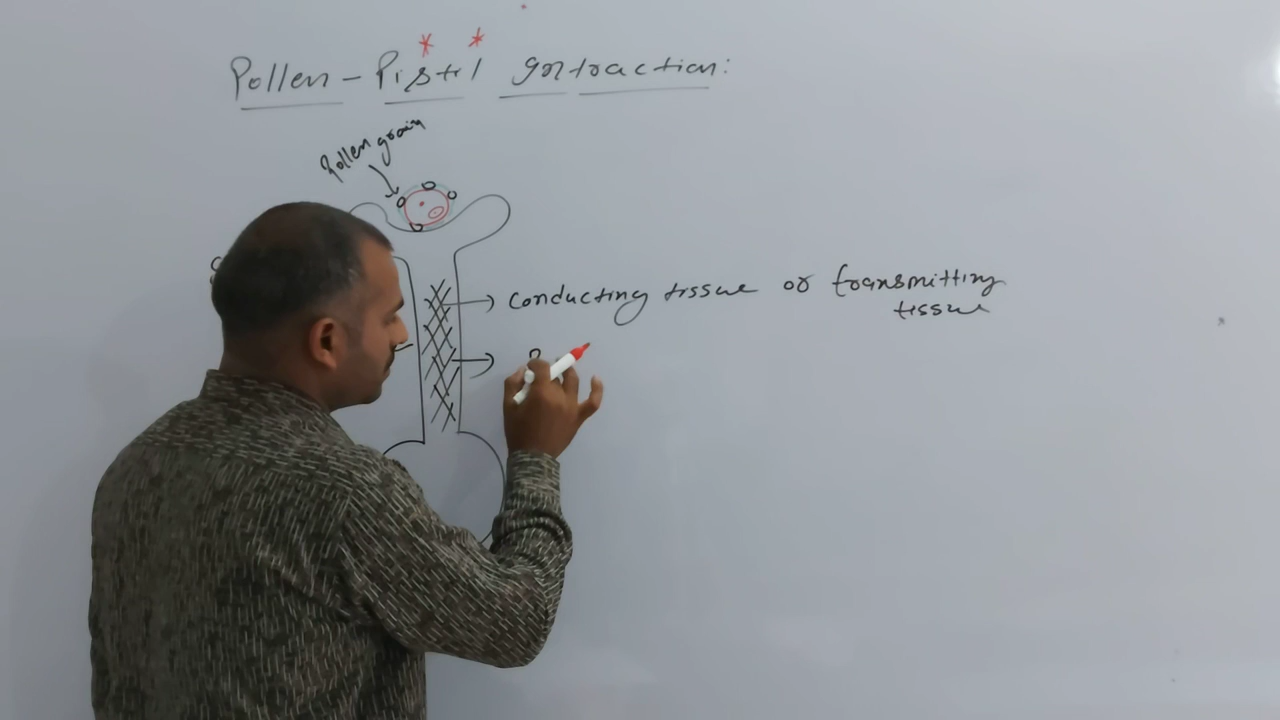 Pollen - Pistil Interaction:
Pollen grain
conducting tissue or transmitting
tissue